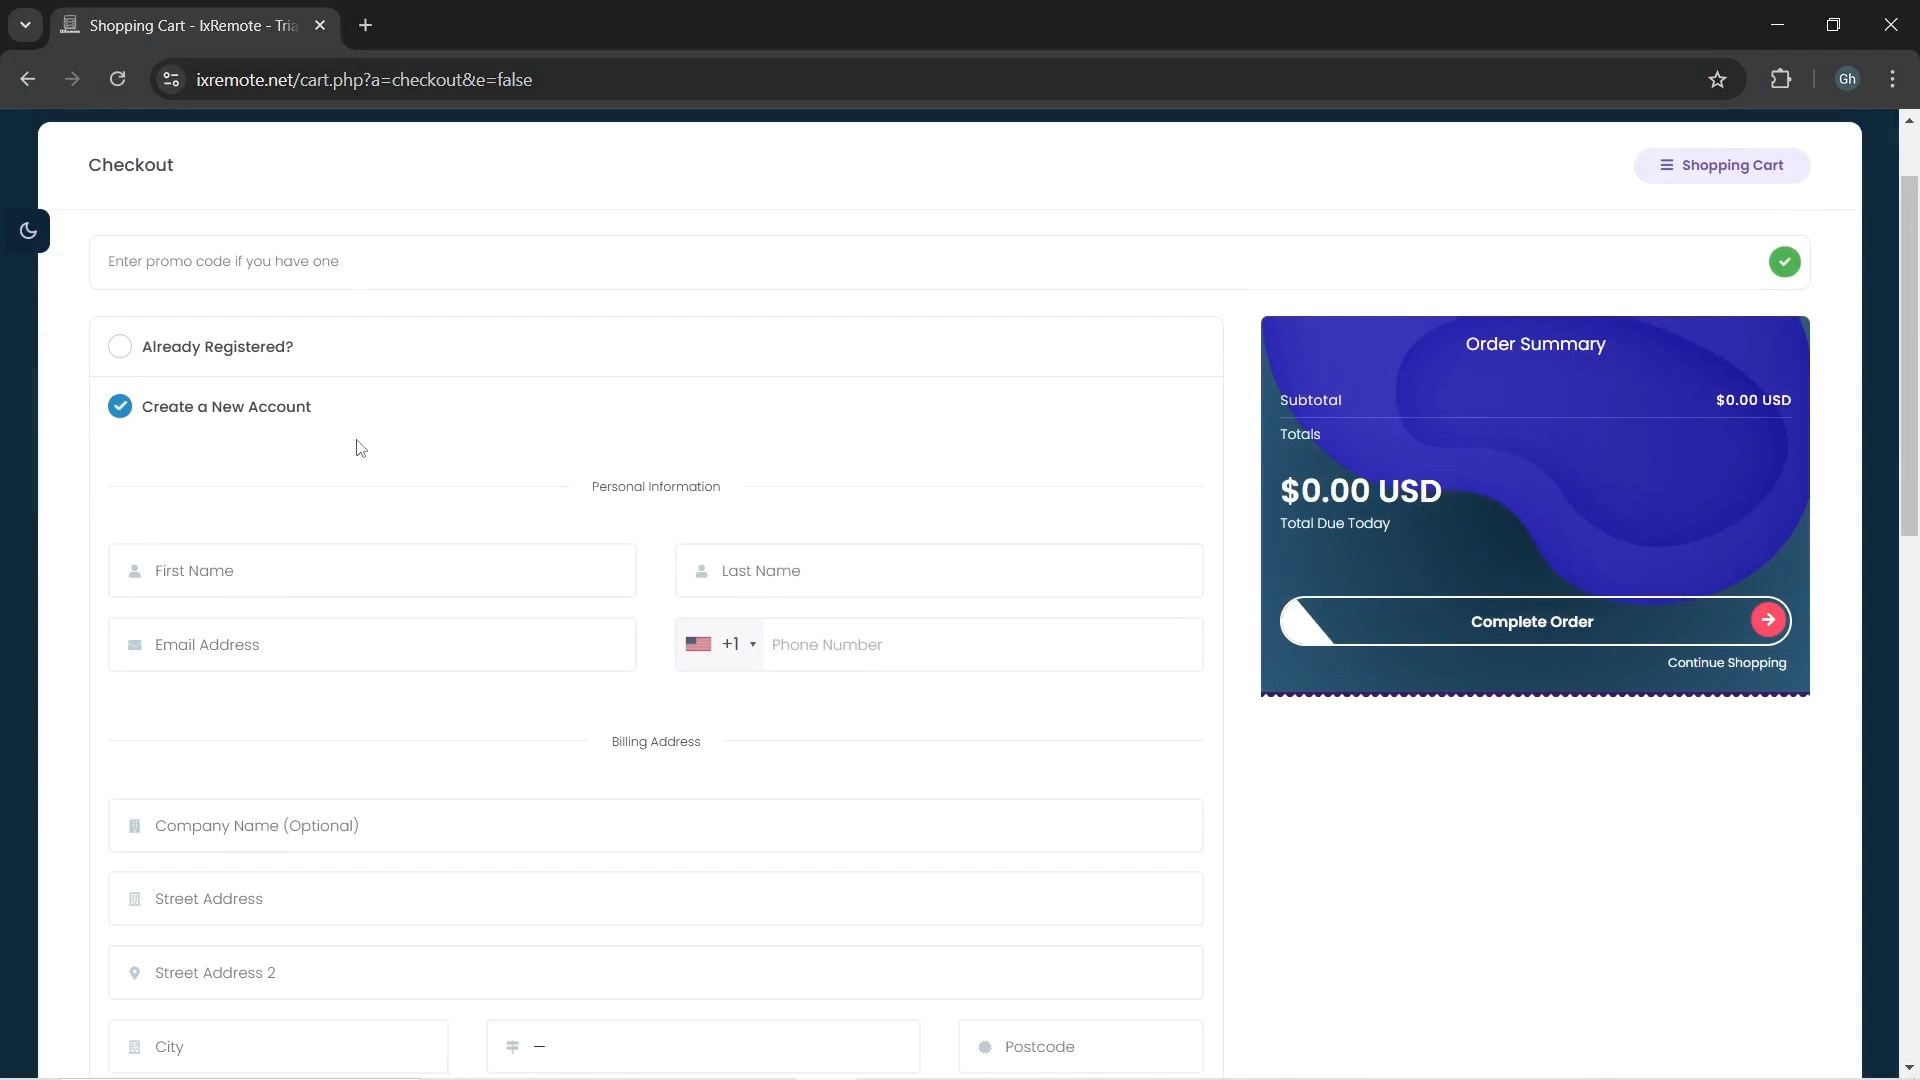 Shopping Cart - IxRemote - Tria
ixremote.net/cart.php?a=checkout&e=false
Gh
Checkout
Shopping Cart
Enter promo code if you have one
Already Registered?
Create a New Account
Personal Information
First Name
Last Name
Email Address
+1
Phone Number
Billing Address
Company Name (Optional)
Street Address
Street Address 2
City
—
Postcode
Order Summary
Subtotal $0.00 USD
Totals
$0.00 USD
Total Due Today
Complete Order
Continue Shopping